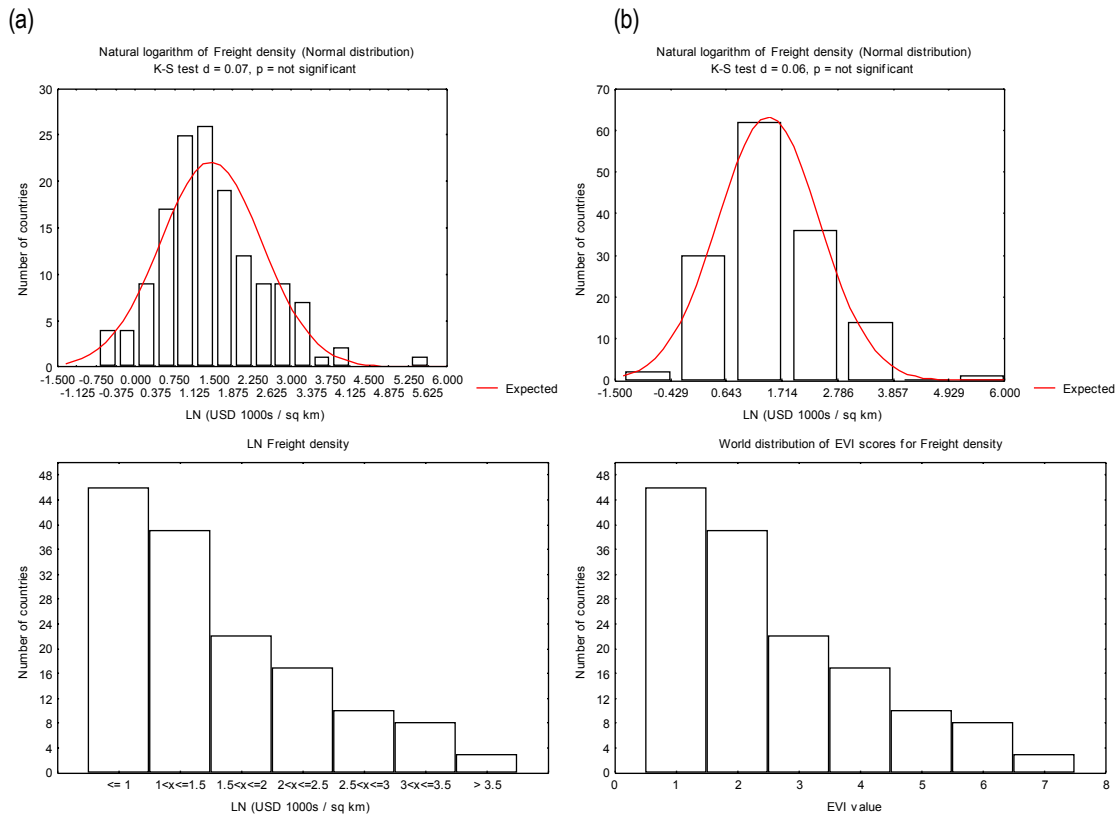 (a)
Natural logarithm of Freight density (Normal distribution)
K-S test d = 0.07, p = not significant
Number of countries
30
25
20
15
10
5
0
-1.500 -0.750 0.000 0.750 1.500 2.250 3.000 3.750 4.500 5.250 6.000
-1.125 -0.375 0.375 1.125 1.875 2.625 3.375 4.125 4.875 5.625
LN (USD 1000s / sq km)
Expected
(b)
Natural logarithm of Freight density (Normal distribution)
K-S test d = 0.06, p = not significant
Number of countries
70
60
50
40
30
20
10
0
-1.500 -0.429 0.643 1.714 2.786 3.857 4.929 6.000
LN (USD 1000s / sq km)
Expected
LN Freight density
Number of countries
48
44
40
36
32
28
24
20
16
12
8
4
0
<= 1 1<x<=1.5 1.5<x<=2 2<x<=2.5 2.5<x<=3 3<x<=3.5 > 3.5
LN (USD 1000s / sq km)
World distribution of EVI scores for Freight density
Number of countries
48
44
40
36
32
28
24
20
16
12
8
4
0
0 1 2 3 4 5 6 7 8
EVI value